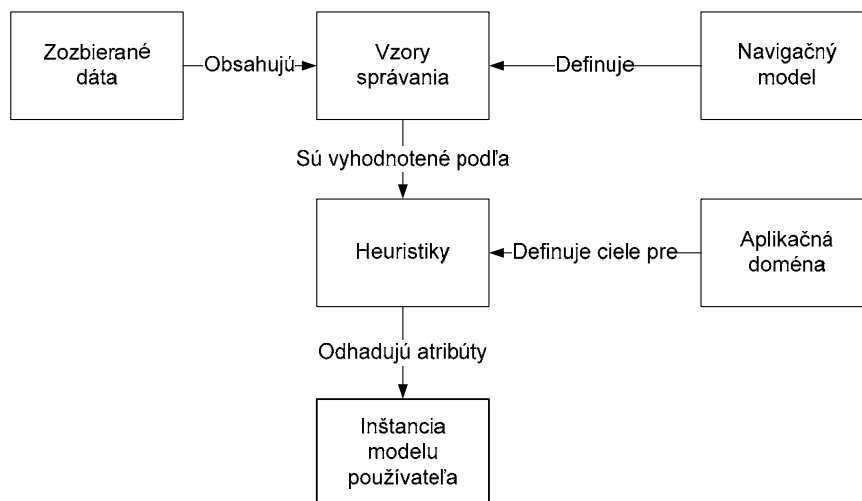 Zozbierané
dáta
Obsahujú
Vzory
správania
Definuje
Navigačný
model
Sú vyhodnotené podľa
Heuristiky
Definuje ciele pre
Aplikačná
doména
Odhadujú atribúty
Inštancia
modelu
používateľa